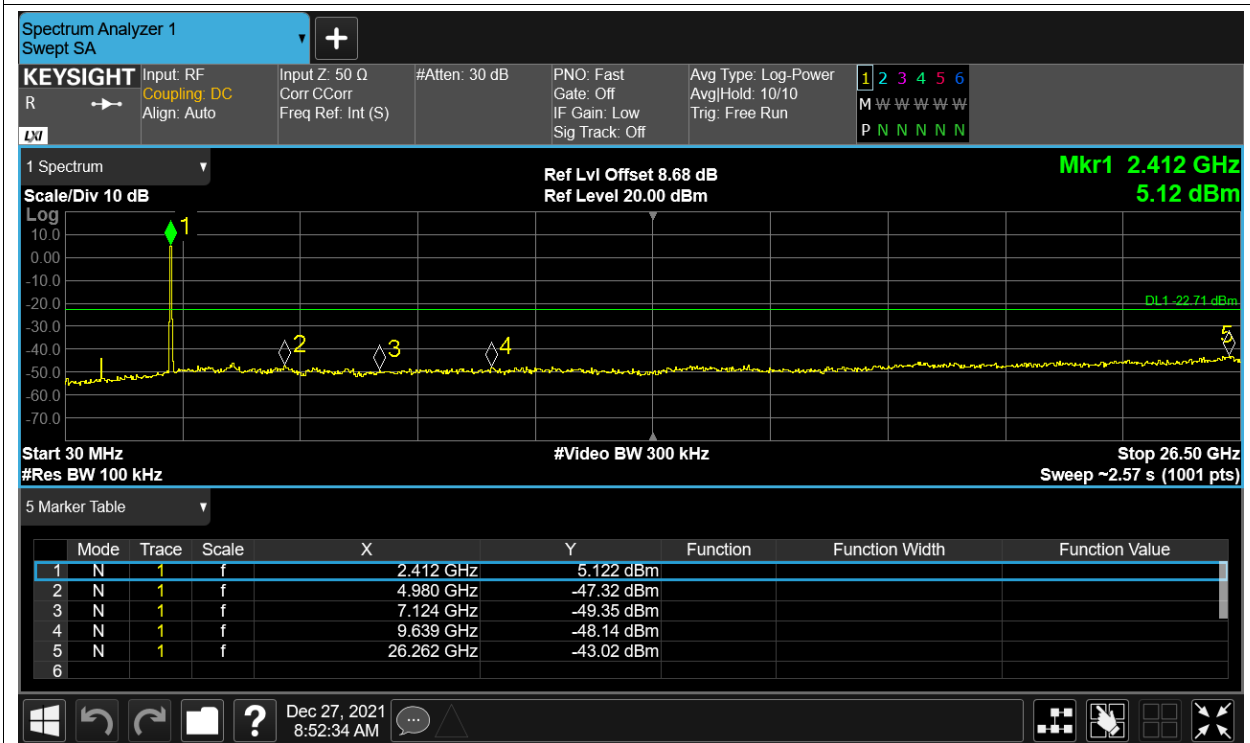 Spectrum Analyzer 1
Swept SA
+
KEYSIGHT Input: RF Input Z: 50 Ω #Atten: 30 dB PNO: Fast Avg Type: Log-Power 1 2 3 4 5 6
R Coupling: DC Corr CCorr Gate: Off Avg|Hold: 10/10 M W W W W W W
Align: Auto Freq Ref: Int (S) IF Gain: Low Trig: Free Run
LXI Sig Track: Off P N N N N N N
1 Spectrum Ref Lvl Offset 8.68 dB Mkr1 2.412 GHz
Scale/Div 10 dB Ref Level 20.00 dBm 5.12 dBm
Log
10.0 1
0.00
-10.0
-20.0 DL1 -22.71 dBm
-30.0
-40.0 2 3 4 5
-50.0
-60.0
-70.0
Start 30 MHz #Video BW 300 kHz Stop 26.50 GHz
#Res BW 100 kHz Sweep ~2.57 s (1001 pts)
5 Marker Table
Mode Trace Scale X Y Function Function Width Function Value
1 N 1 f 2.412 GHz 5.122 dBm
2 N 1 f 4.980 GHz -47.32 dBm
3 N 1 f 7.124 GHz -49.35 dBm
4 N 1 f 9.639 GHz -48.14 dBm
5 N 1 f 26.262 GHz -43.02 dBm
6
? Dec 27, 2021
8:52:34 AM